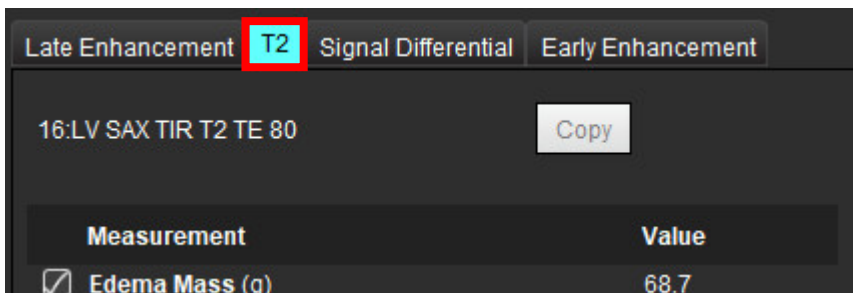 Late Enhancement T2 Signal Differential Early Enhancement
16:LV SAX TIR T2 TE 80 Copy
Measurement Value
Edema Mass (g) 68.7